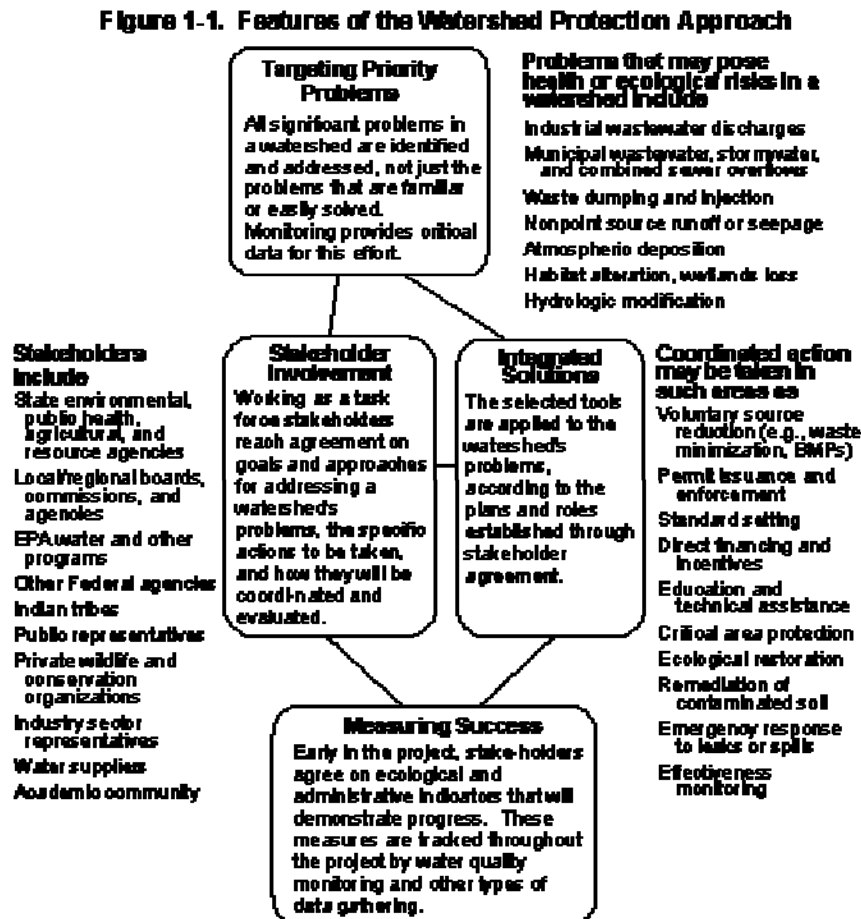 Figure 1-1. Features of the Watershed Protection Approach
Targeting Priority
Problems
All significant problems in
a watershed are identified
and addressed, not just the
problems that are familiar
or easily solved.
Monitoring provides critical
data for this effort.
Problems that may pose
health or ecological risks in a
watershed include
Industrial wastewater discharges
Municipal wastewater, stormwater,
and combined sewer overflows
Waste dumping and injection
Nonpoint source runoff or seepage
Atmospheric deposition
Habitat alteration, wetlands loss
Hydrologic modification
Stakeholders
include
State environmental,
public health,
agricultural, and
resource agencies
Local/regional boards,
commissions, and
agencies
EPA water and other
programs
Other Federal agencies
Indian tribes
Public representatives
Private wildlife and
conservation
organizations
Industry sector
representatives
Water suppliers
Academic community
Stakeholder
Involvement
Working as a task
force stakeholders
reach agreement on
goals and approaches
for addressing a
watershed's
problems, the specific
actions to be taken,
and how they will be
coordi-nated and
evaluated.
Integrated
Solutions
The selected tools
are applied to the
watershed's
problems,
according to the
plans and roles
established through
stakeholder
agreement.
Coordinated action
may be taken in
such areas as
Voluntary source
reduction (e.g., waste
minimization, BMPs)
Permit issuance and
enforcement
Standard setting
Direct financing and
incentives
Education and
technical assistance
Critical area protection
Ecological restoration
Remediation of
contaminated soil
Emergency response
to leaks or spills
Effectiveness
monitoring
Measuring Success
Early in the project, stake-holders
agree on ecological and
administrative indicators that will
demonstrate progress. These
measures are tracked throughout
the project by water quality
monitoring and other types of
data gathering.